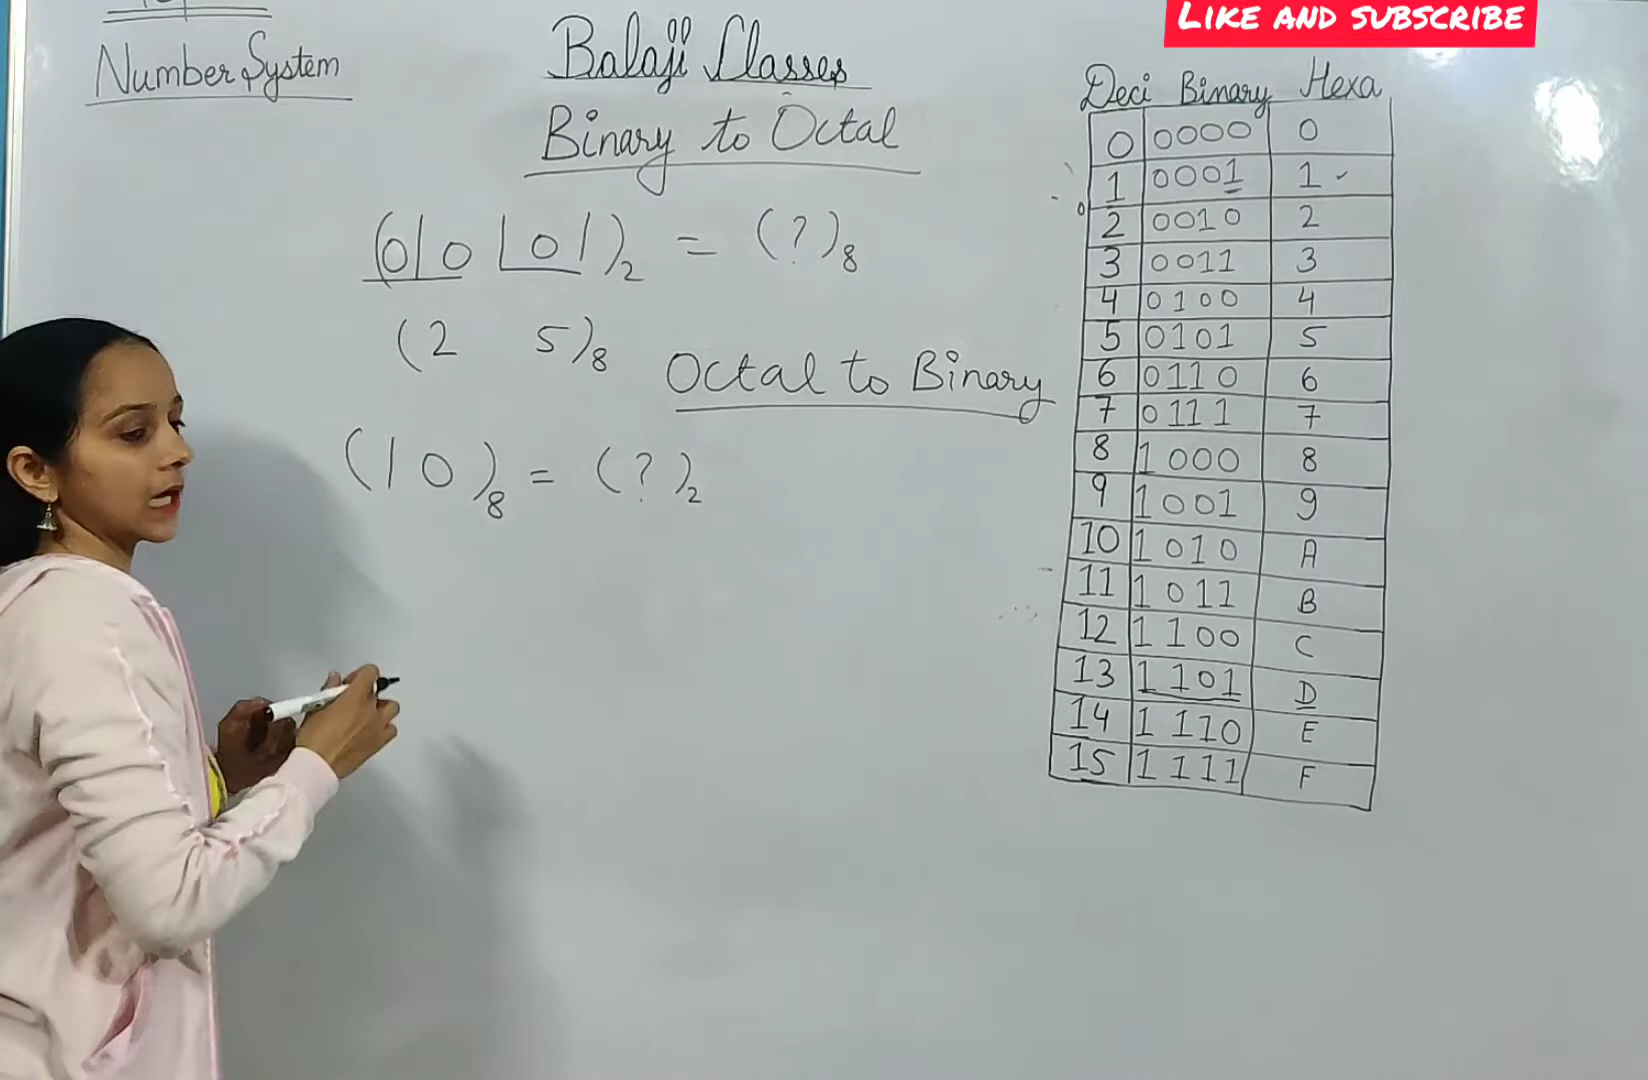 LIKE AND SUBSCRIBE
Number System
Balaji Classes
Binary to Octal
(010 101)₂ = (?)₈
(2 5)₈
Octal to Binary
(10)₈ = (?)₂
Deci Binary Hexa
0 0000 0
1 0001 1
2 0010 2
3 0011 3
4 0100 4
5 0101 5
6 0110 6
7 0111 7
8 1000 8
9 1001 9
10 1010 A
11 1011 B
12 1100 C
13 1101 D
14 1110 E
15 1111 F